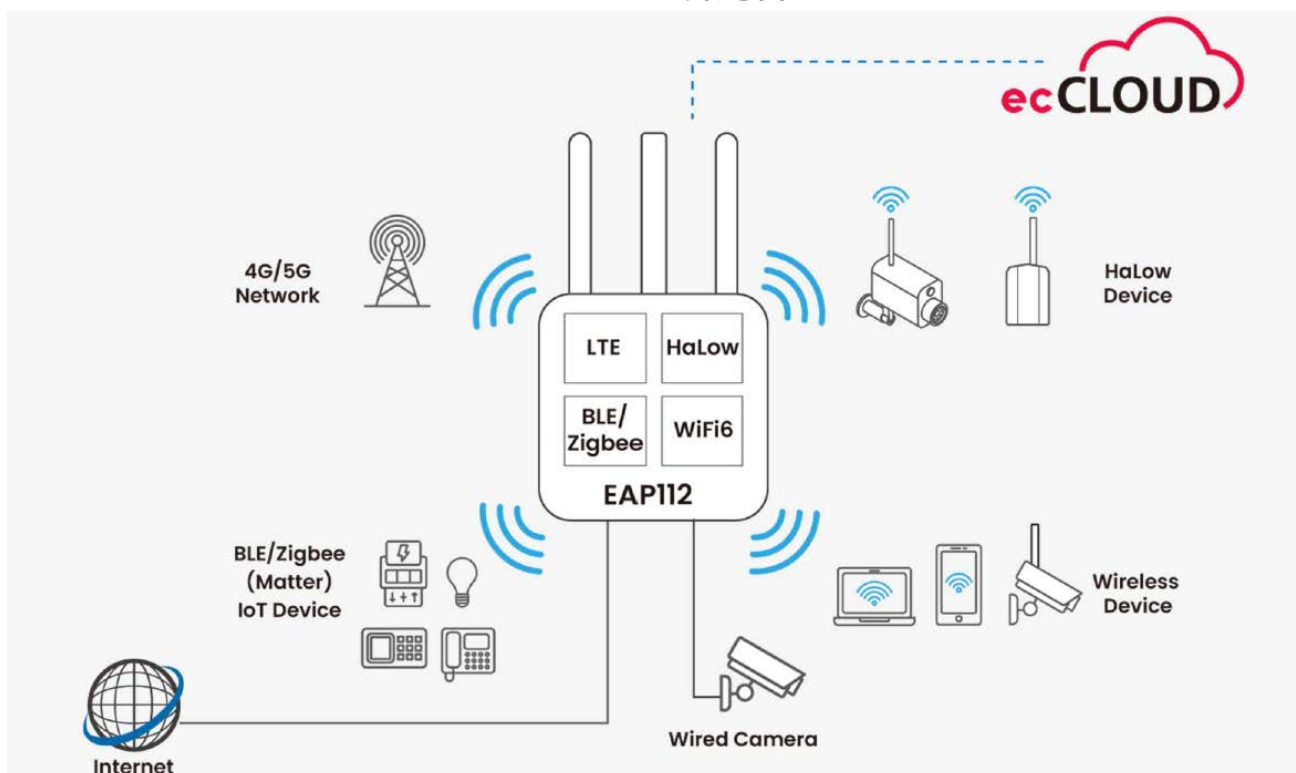 ecCLOUD
4G/5G
Network
HaLow
Device
LTE
HaLow
BLE/
Zigbee
WiFi6
EAP112
BLE/Zigbee
(Matter)
IoT Device
Wireless
Device
Wired Camera
Internet